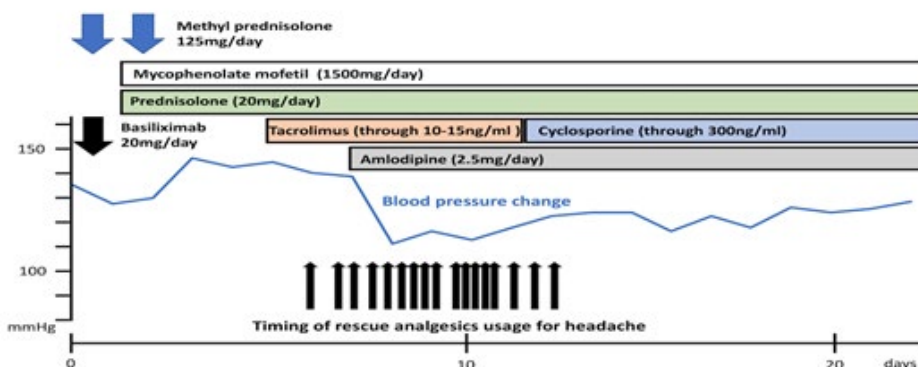 Methyl prednisolone
125mg/day
Mycophenolate mofetil (1500mg/day)
Prednisolone (20mg/day)
Basiliximab
20mg/day
Tacrolimus (through 10-15ng/ml )
Cyclosporine (through 300ng/ml)
150
Amlodipine (2.5mg/day)
Blood pressure change
100
mmHg
Timing of rescue analgesics usage for headache
0
10
20
days